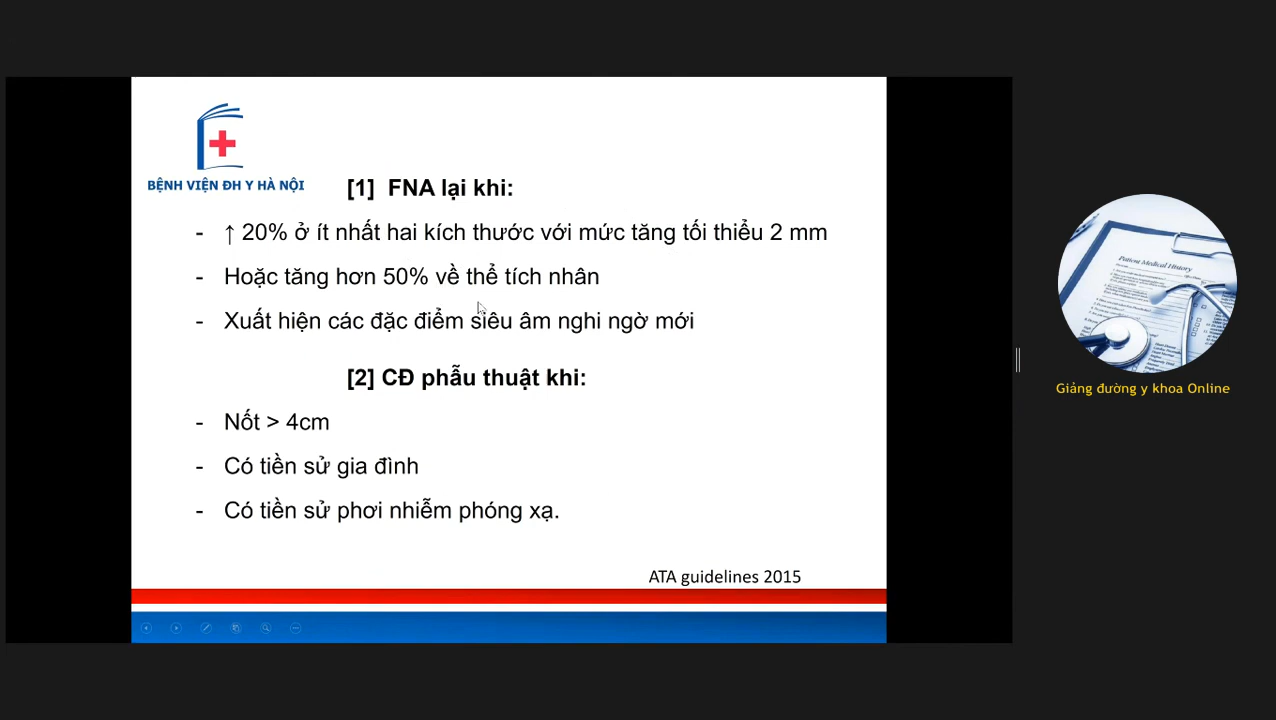 BỆNH VIỆN ĐH Y HÀ NỘI
[1] FNA lại khi:
- ↑ 20% ở ít nhất hai kích thước với mức tăng tối thiểu 2 mm
- Hoặc tăng hơn 50% về thể tích nhân
- Xuất hiện các đặc điểm siêu âm nghi ngờ mới
[2] CĐ phẫu thuật khi:
- Nốt > 4cm
- Có tiền sử gia đình
- Có tiền sử phơi nhiễm phóng xạ.
ATA guidelines 2015
Patient Medical History
Giảng đường y khoa Online